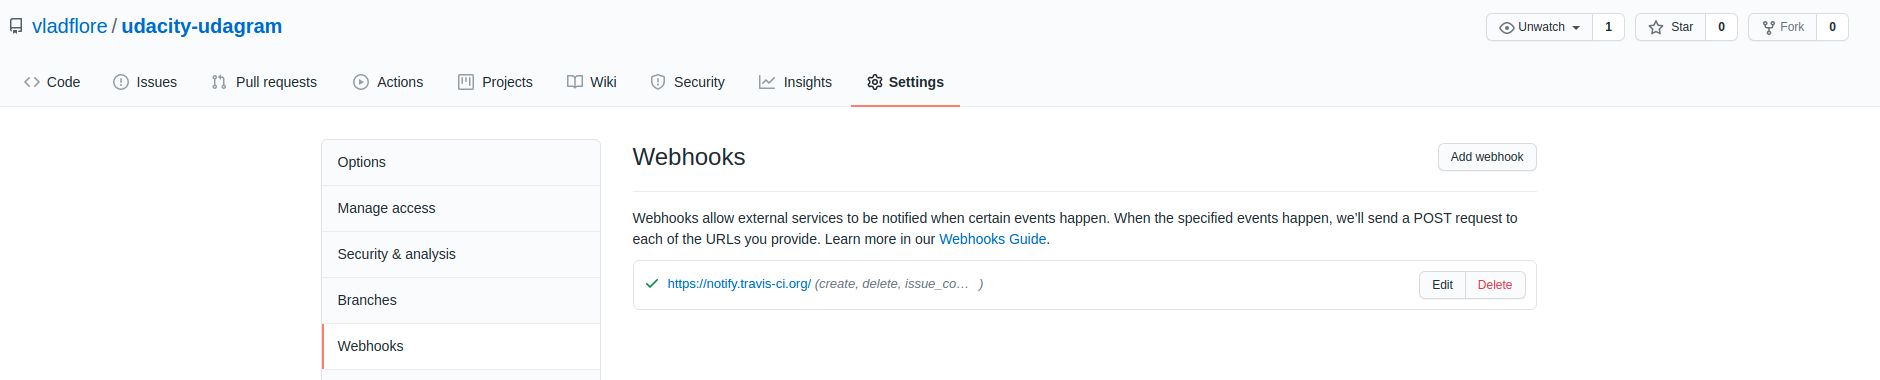 vladflore / udacity-udagram
Unwatch 1 Star 0 Fork 0
Code Issues Pull requests Actions Projects Wiki Security Insights Settings
Options
Manage access
Security & analysis
Branches
Webhooks
Webhooks
Add webhook
Webhooks allow external services to be notified when certain events happen. When the specified events happen, we’ll send a POST request to
each of the URLs you provide. Learn more in our Webhooks Guide.
https://notify.travis-ci.org/ (create, delete, issue_co… )
Edit Delete